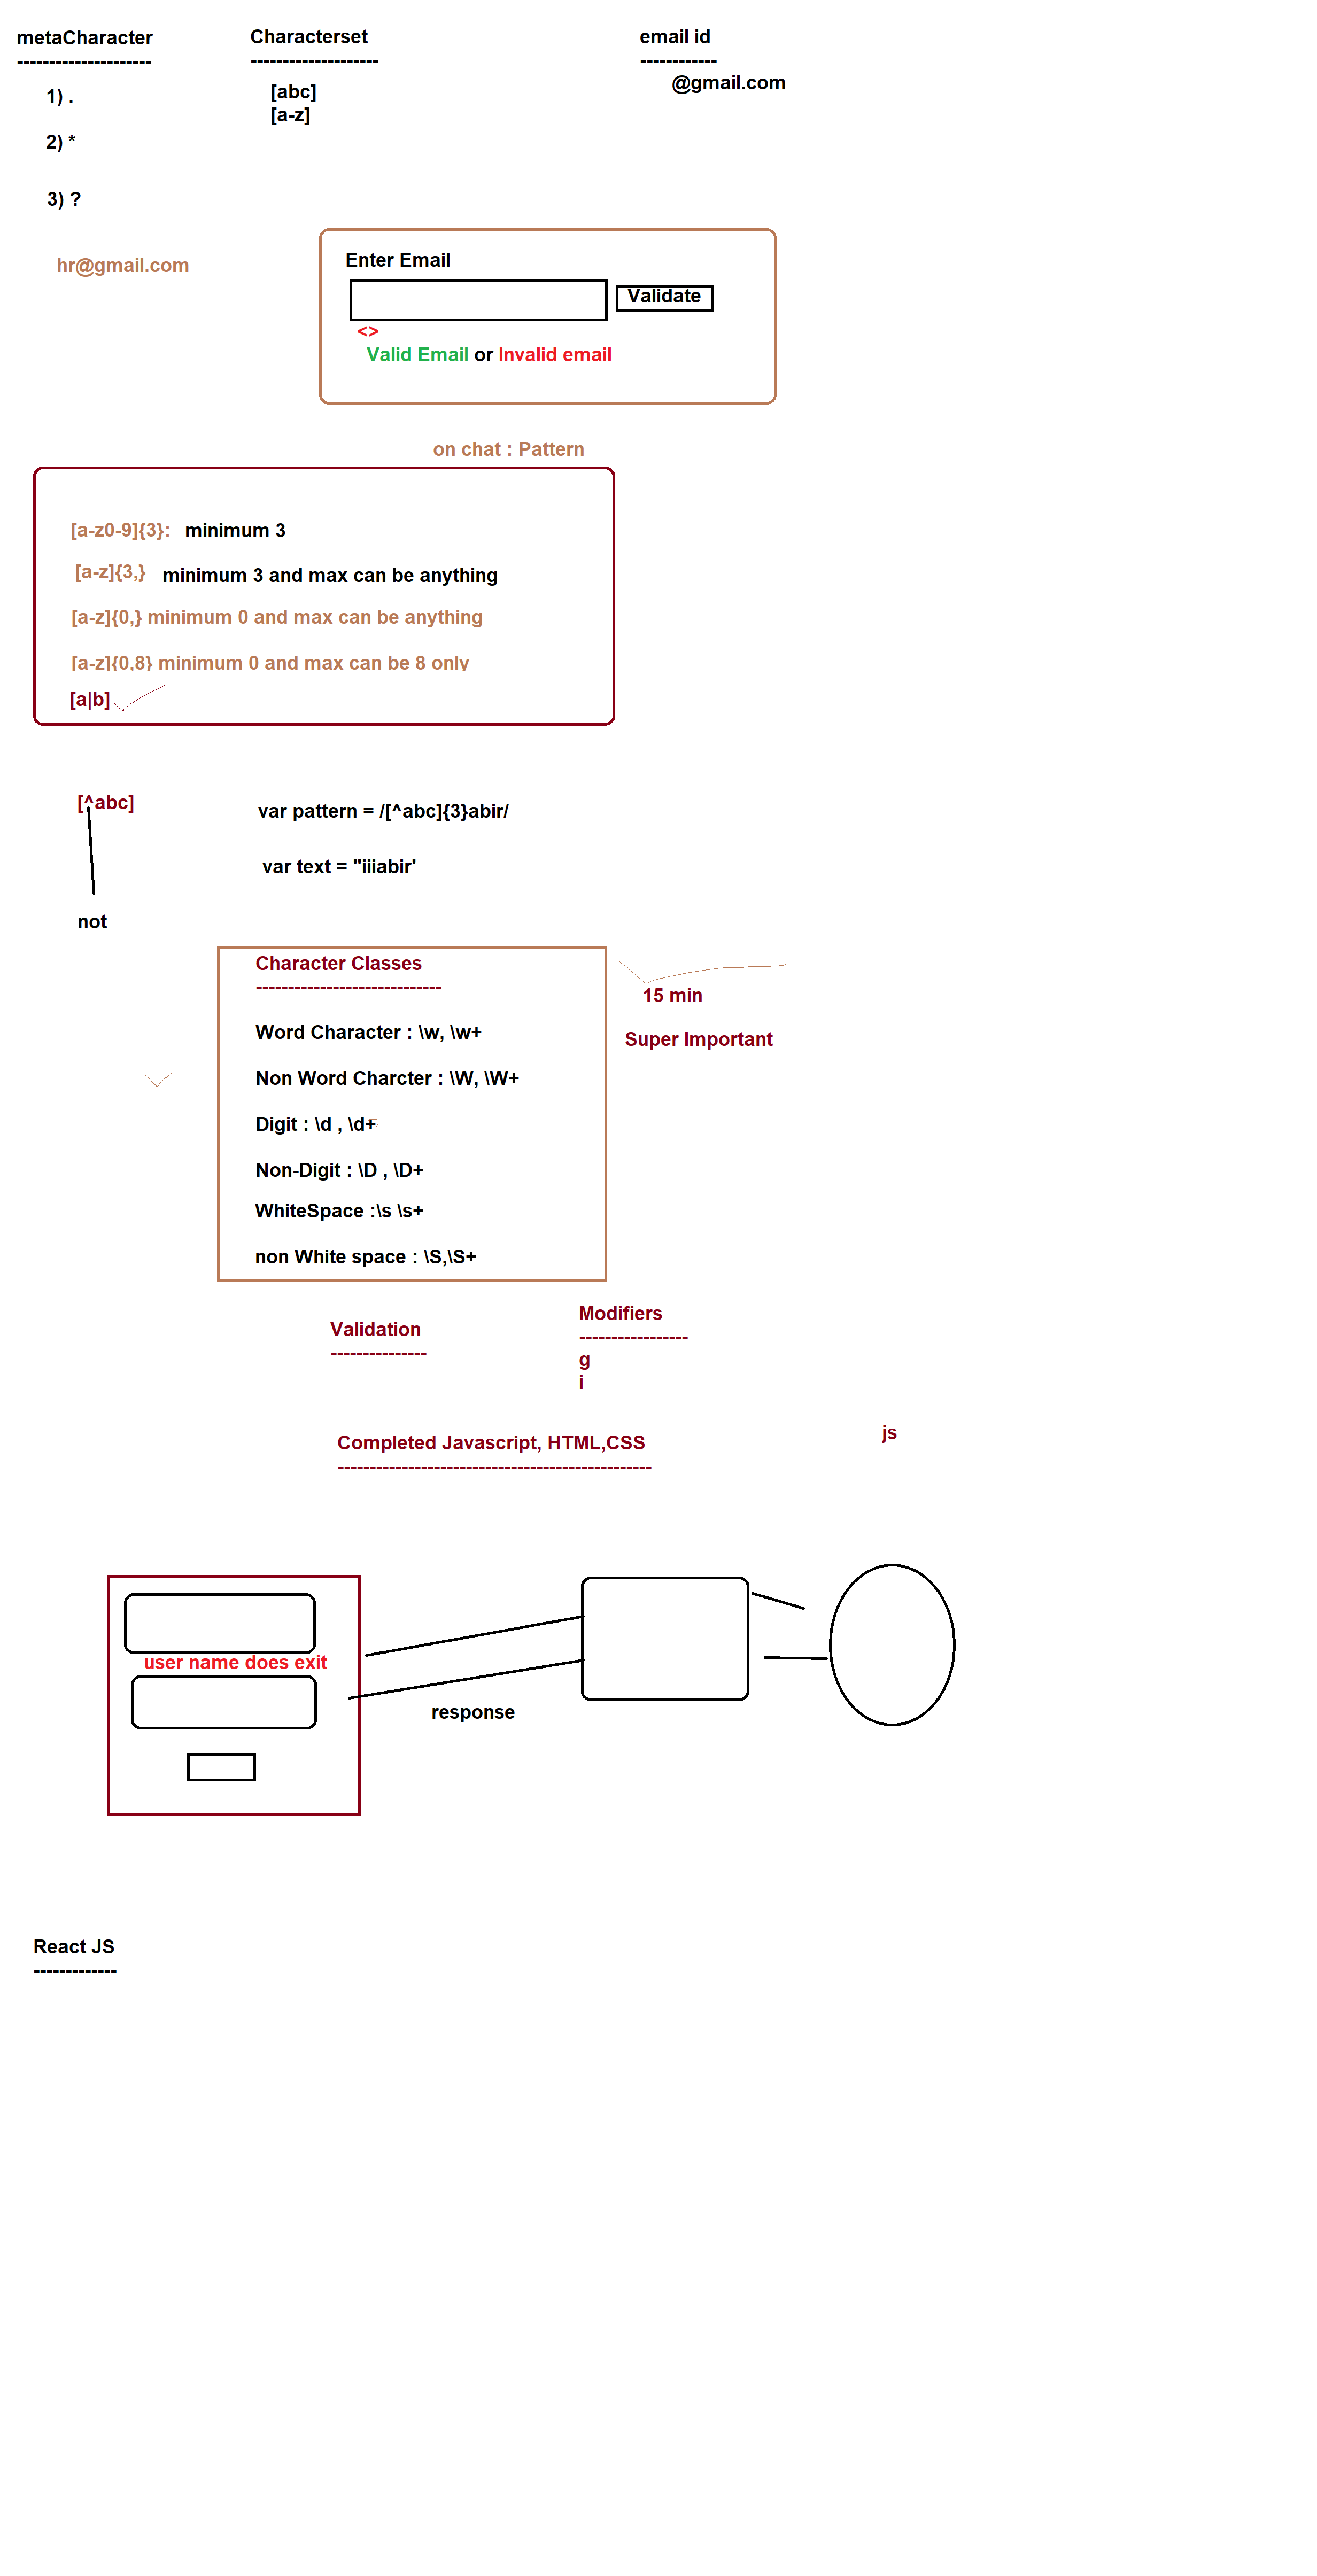 metaCharacter
---------------------
1) .
2) *
3) ?
Characterset
--------------------
[abc]
[a-z]
email id
------------
@gmail.com
hr@gmail.com
Enter Email
Validate
<>
Valid Email or Invalid email
on chat : Pattern
[a-z0-9]{3}: minimum 3
[a-z]{3,} minimum 3 and max can be anything
[a-z]{0,} minimum 0 and max can be anything
[a-z]{0,8} minimum 0 and max can be 8 only
[a|b]
[^abc]
not
var pattern = /[^abc]{3}abir/
var text = "iiiabir'
Character Classes
-----------------------------
Word Character : \w, \w+
Non Word Charcter : \W, \W+
Digit : \d , \d+
Non-Digit : \D , \D+
WhiteSpace :\s \s+
non White space : \S,\S+
15 min
Super Important
Validation
---------------
Modifiers
-----------------
g
i
Completed Javascript, HTML,CSS
-------------------------------------------------
js
user name does exit
response
React JS
-------------